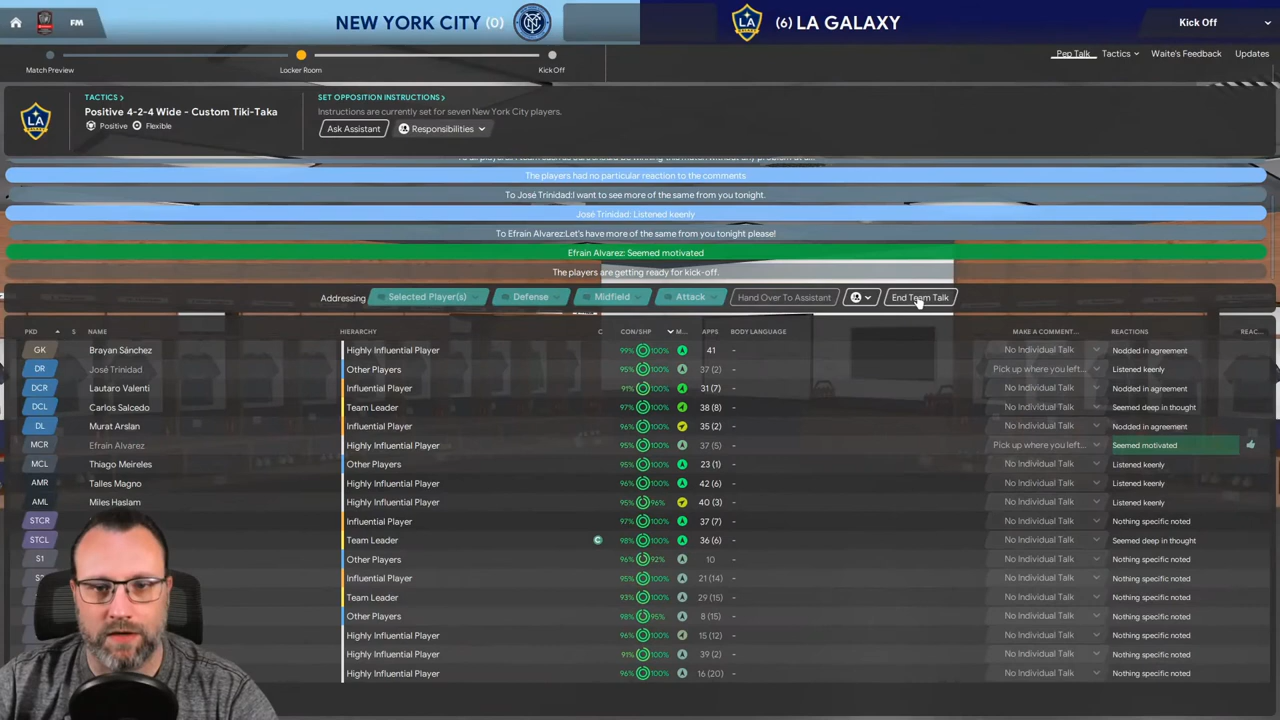 FM
NEW YORK CITY (0)
(6) LA GALAXY
Kick Off
Match Preview
Locker Room
Kick Off
Pep Talk
Tactics
Waite's Feedback
Updates
TACTICS >
Positive 4-2-4 Wide - Custom Tiki-Taka
Positive
Flexible
SET OPPOSITION INSTRUCTIONS >
Instructions are currently set for seven New York City players.
Ask Assistant
Responsibilities
The players had no particular reaction to the comments.
To José Trinidad:I want to see more of the same from you tonight.
José Trinidad: Listened keenly
To Efrain Alvarez:Let's have more of the same from you tonight please!
Efrain Alvarez: Seemed motivated
The players are getting ready for kick-off.
Addressing
Selected Player(s)
Defense
Midfield
Attack
Hand Over To Assistant
End Team Talk
PKD S NAME HIERARCHY C CON/SHP M... APPS BODY LANGUAGE MAKE A COMMENT... REACTIONS REAC...
GK Brayan Sánchez Highly Influential Player 99% 100% 41 - No Individual Talk Nodded in agreement
DR José Trinidad Other Players 95% 100% 37 (2) - Pick up where you left... Listened keenly
DCR Lautaro Valenti Influential Player 91% 100% 31 (7) - No Individual Talk Nodded in agreement
DCL Carlos Salcedo Team Leader 97% 100% 38 (8) - No Individual Talk Seemed deep in thought
DL Murat Arslan Influential Player 96% 100% 35 (2) - No Individual Talk Nodded in agreement
MCR Efrain Alvarez Highly Influential Player 95% 100% 37 (5) - Pick up where you left... Seemed motivated
MCL Thiago Meireles Other Players 95% 100% 23 (1) - No Individual Talk Listened keenly
AMR Talles Magno Highly Influential Player 96% 100% 42 (6) - No Individual Talk Listened keenly
AML Miles Haslam Highly Influential Player 95% 96% 40 (3) - No Individual Talk Listened keenly
STCR Influential Player 97% 100% 37 (7) - No Individual Talk Nothing specific noted
STCL Team Leader C 98% 100% 36 (6) - No Individual Talk Seemed deep in thought
S1 Other Players 96% 92% 10 - No Individual Talk Nothing specific noted
Influential Player 95% 100% 21 (14) - No Individual Talk Nothing specific noted
Team Leader 93% 100% 29 (15) - No Individual Talk Nothing specific noted
Other Players 98% 95% 8 (15) - No Individual Talk Nothing specific noted
Highly Influential Player 96% 100% 15 (12) - No Individual Talk Nothing specific noted
Highly Influential Player 91% 100% 39 (2) - No Individual Talk Nothing specific noted
Highly Influential Player 96% 100% 16 (20) - No Individual Talk Nothing specific noted